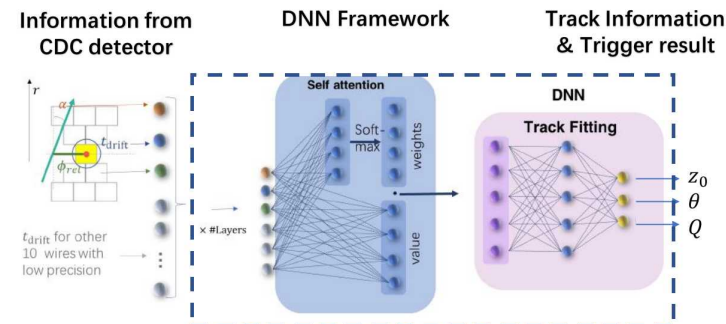 Information from
CDC detector
DNN Framework
Track Information
& Trigger result
r
α
t_drift
ϕ_rel
t_drift for other
10 wires with
low precision
× #Layers
Self attention
Soft-
max
weights
value
DNN
Track Fitting
z₀
θ
Q